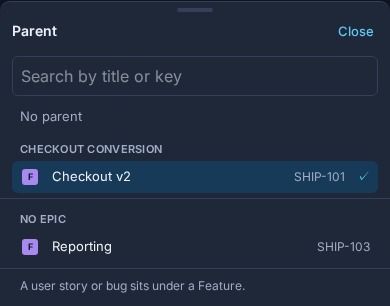 Parent Close
Search by title or key
No parent
CHECKOUT CONVERSION
F Checkout v2 SHIP-101 ✓
NO EPIC
F Reporting SHIP-103
A user story or bug sits under a Feature.